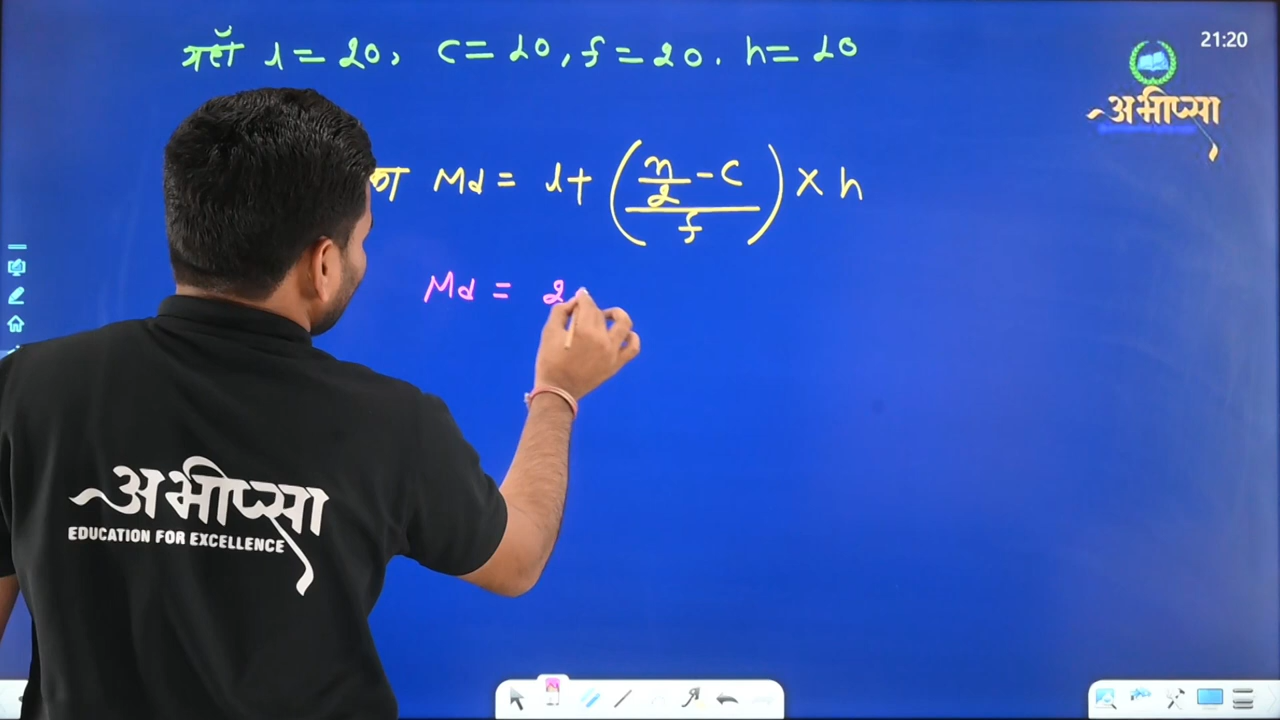 यहाँ l = 20, c = 20, f = 20. h = 20
21:20
अभीप्सा
Md = l + ( (n/2 - c) / f ) × h
Md = 2
अभीप्सा
EDUCATION FOR EXCELLENCE